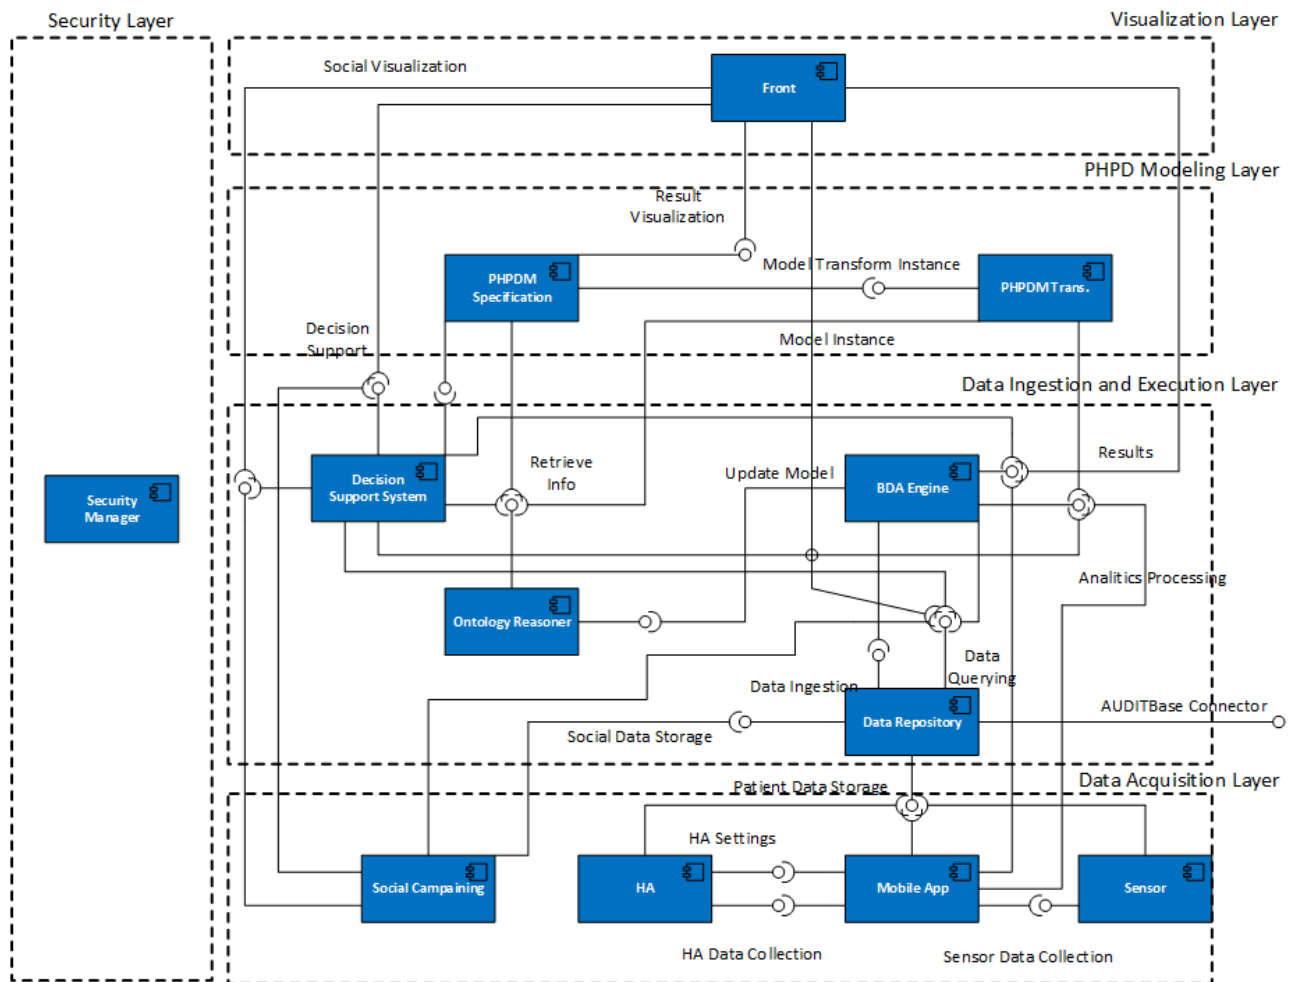 Security Layer
Visualization Layer
Social Visualization
Front
PHPD Modeling Layer
Result
Visualization
PHPDM
Specification
Model Transform Instance
PHPDM Trans.
Decision
Support
Model Instance
Data Ingestion and Execution Layer
Decision
Support System
Retrieve
Info
Update Model
BDA Engine
Results
Security
Manager
Analitics Processing
Ontology Reasoner
Data
Querying
Data Ingestion
Data Repository
AUDITBase Connector
Social Data Storage
Data Acquisition Layer
Patient Data Storage
HA Settings
Social Campaining
HA
Mobile App
Sensor
HA Data Collection
Sensor Data Collection